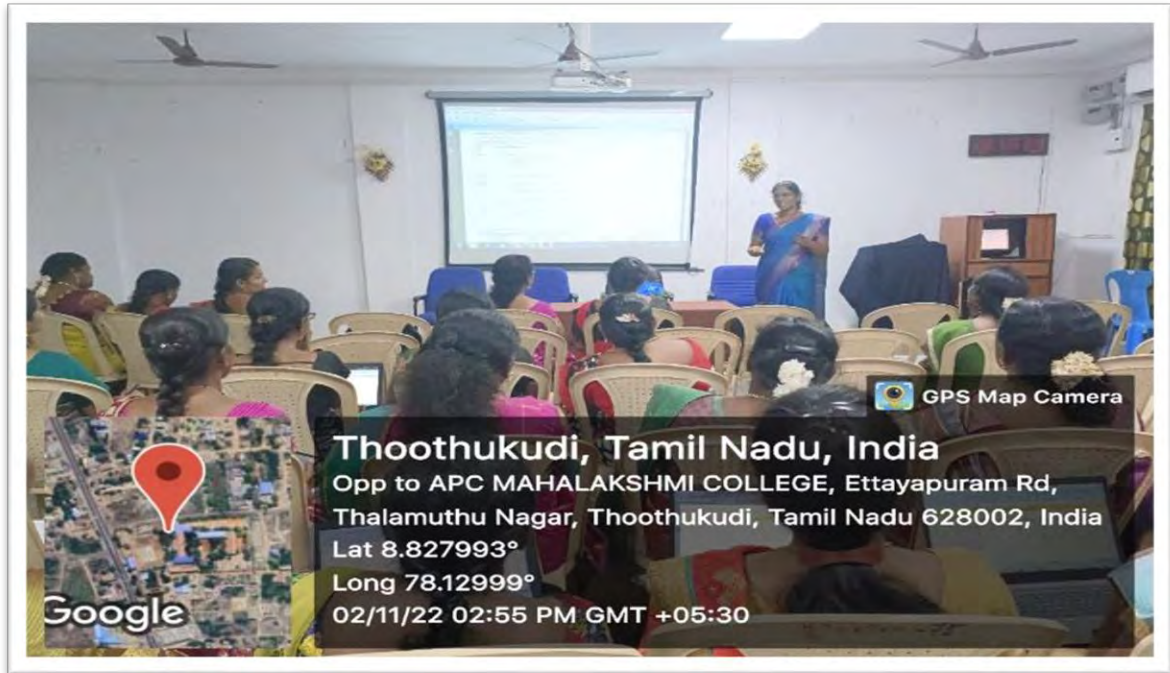 GPS Map Camera
Thoothukudi, Tamil Nadu, India
Opp to APC MAHALAKSHMI COLLEGE, Ettayapuram Rd,
Thalamuthu Nagar, Thoothukudi, Tamil Nadu 628002, India
Lat 8.827993°
Long 78.12999°
02/11/22 02:55 PM GMT +05:30
Google